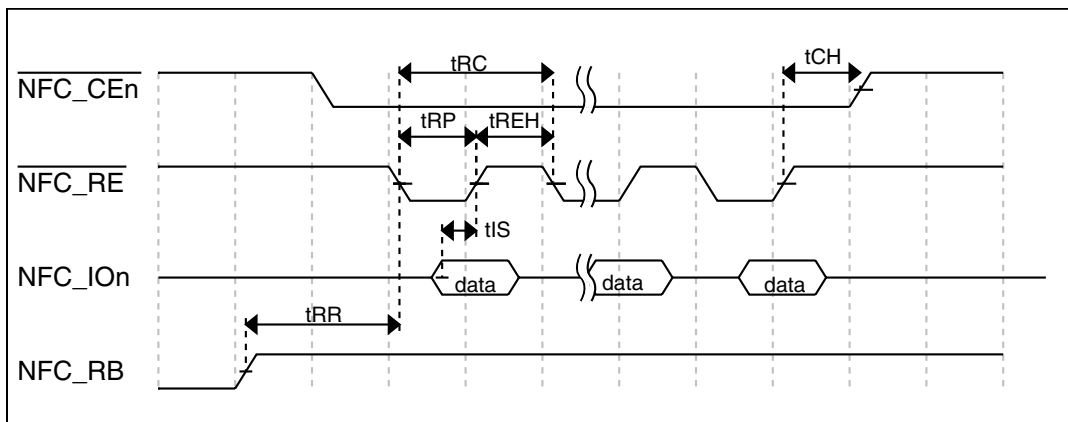 tRC
tCH
NFC_CEn
tRP
tREH
NFC_RE
tIS
NFC_IOn
data
data
data
tRR
NFC_RB